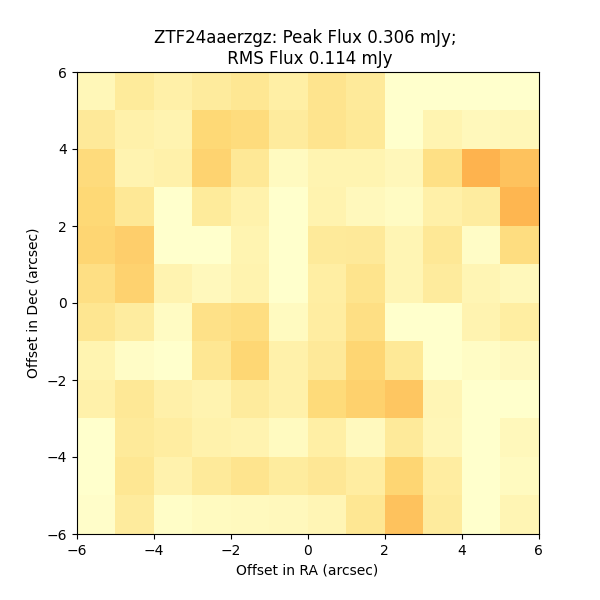 ZTF24aaerzgz: Peak Flux 0.306 mJy;
RMS Flux 0.114 mJy
6
4
2
0
−2
−4
−6
Offset in Dec (arcsec)
−6 −4 −2 0 2 4 6
Offset in RA (arcsec)